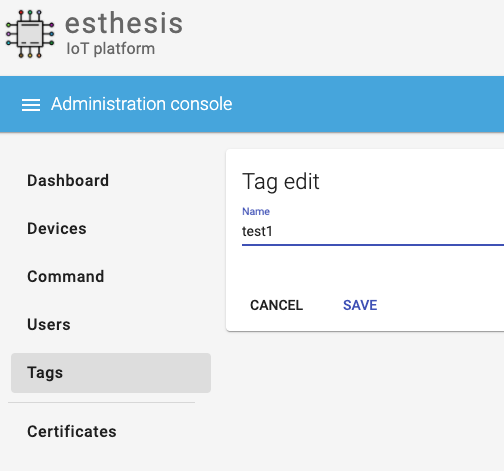 esthesis
IoT platform
Administration console
Dashboard
Devices
Command
Users
Tags
Certificates
Tag edit
Name
test1
CANCEL SAVE